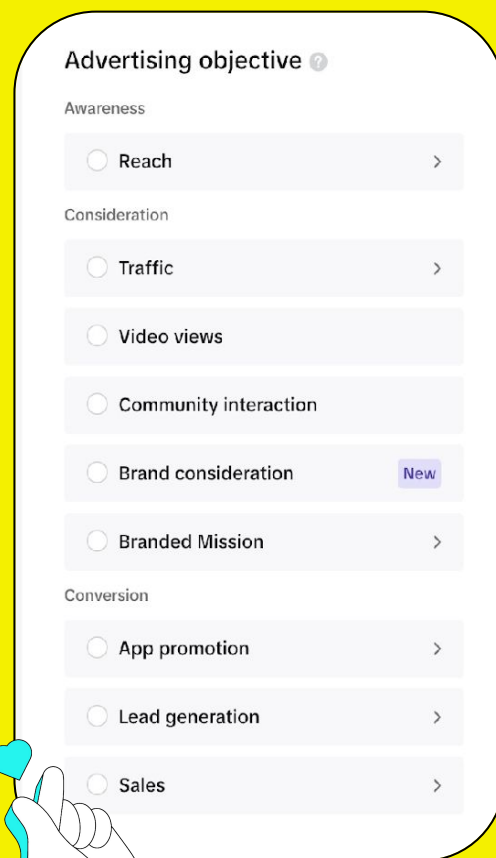 Advertising objective
Awareness
Reach
Consideration
Traffic
Video views
Community interaction
Brand consideration New
Branded Mission
Conversion
App promotion
Lead generation
Sales